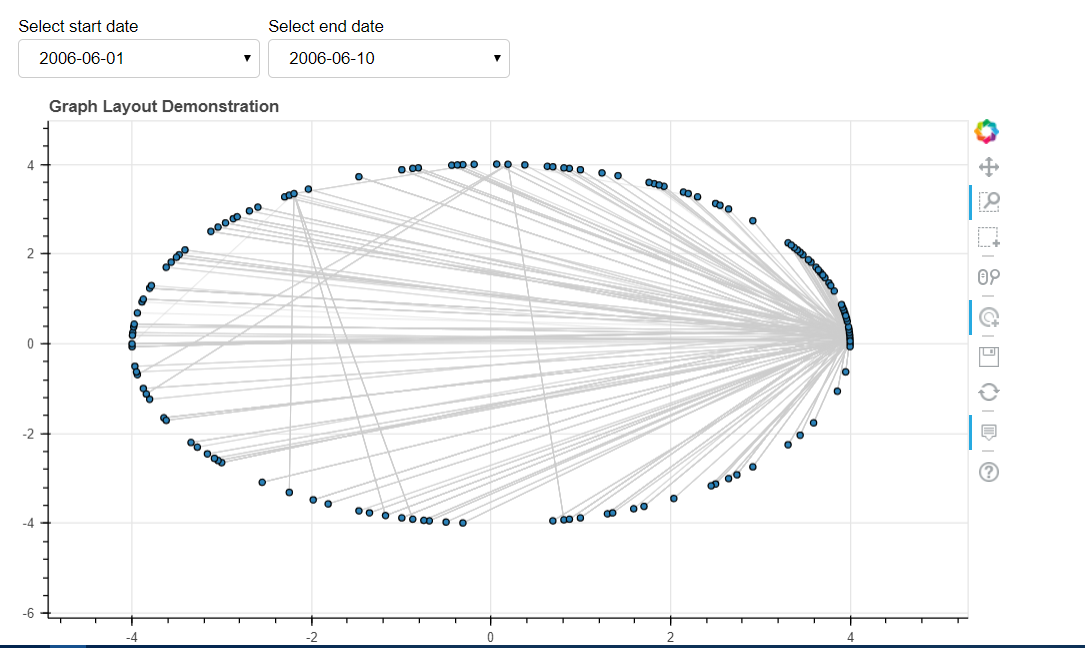 Select start date Select end date
2006-06-01 2006-06-10
Graph Layout Demonstration
4
2
0
-2
-4
-6
-4 -2 0 2 4